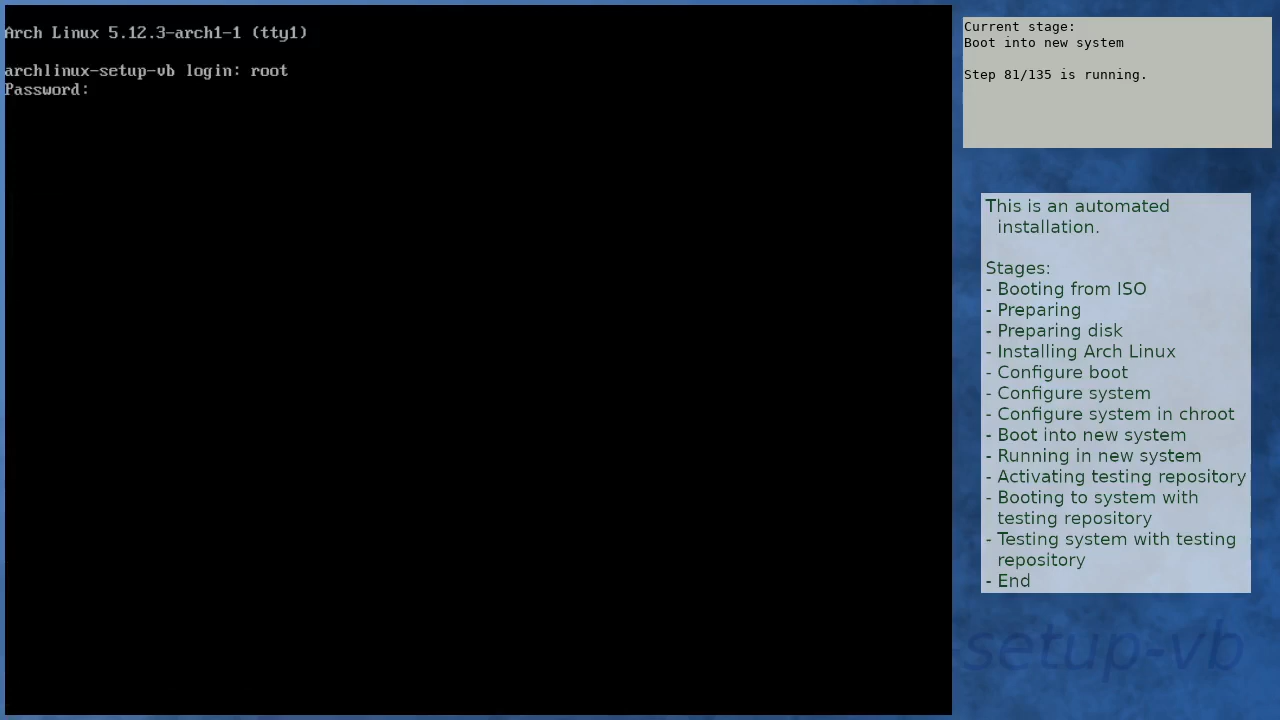 Arch Linux 5.12.3-arch1-1 (tty1)
archlinux-setup-vb login: root
Password:
Current stage:
Boot into new system
Step 81/135 is running.
This is an automated
installation.
Stages:
- Booting from ISO
- Preparing
- Preparing disk
- Installing Arch Linux
- Configure boot
- Configure system
- Configure system in chroot
- Boot into new system
- Running in new system
- Activating testing repository
- Booting to system with
testing repository
- Testing system with testing
repository
- End
-setup-vb